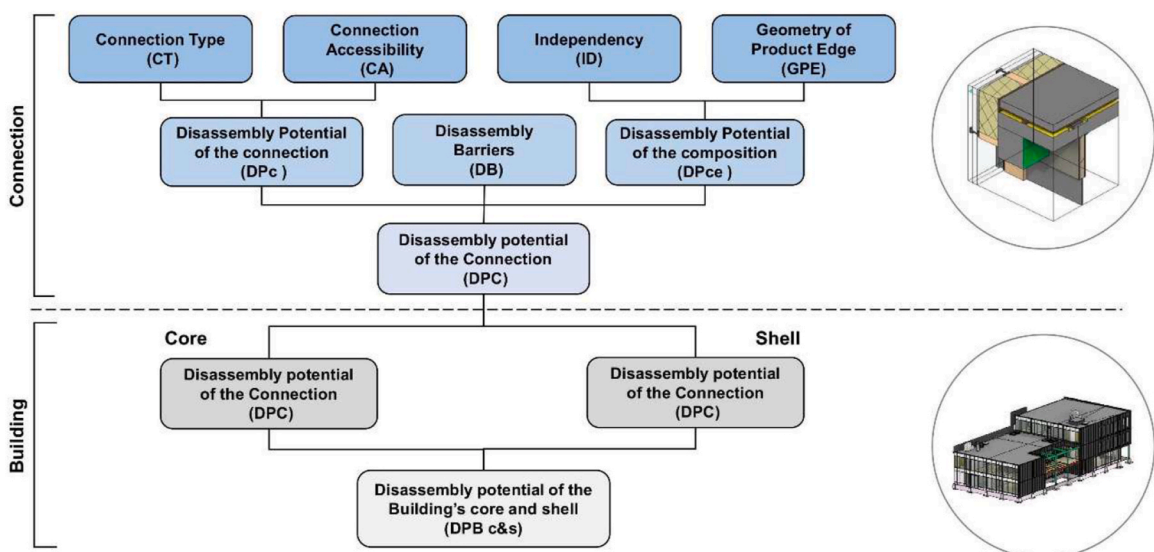 Connection
Connection Type
(CT)
Connection
Accessibility
(CA)
Independency
(ID)
Geometry of
Product Edge
(GPE)
Disassembly Potential
of the connection
(DPc )
Disassembly
Barriers
(DB)
Disassembly Potential
of the composition
(DPce )
Disassembly potential
of the Connection
(DPC)
Building
Core
Shell
Disassembly potential
of the Connection
(DPC)
Disassembly potential
of the Connection
(DPC)
Disassembly potential of the
Building's core and shell
(DPB c&s)